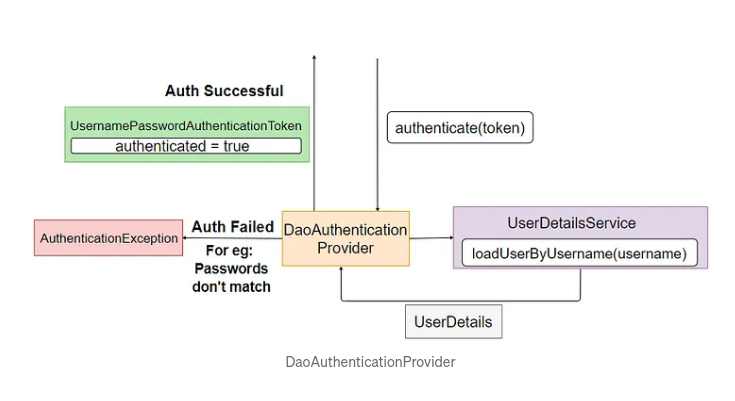 Auth Successful
UsernamePasswordAuthenticationToken
authenticated = true
authenticate(token)
AuthenticationException
Auth Failed
For eg:
Passwords
don't match
DaoAuthentication
Provider
UserDetailsService
loadUserByUsername(username)
UserDetails
DaoAuthenticationProvider